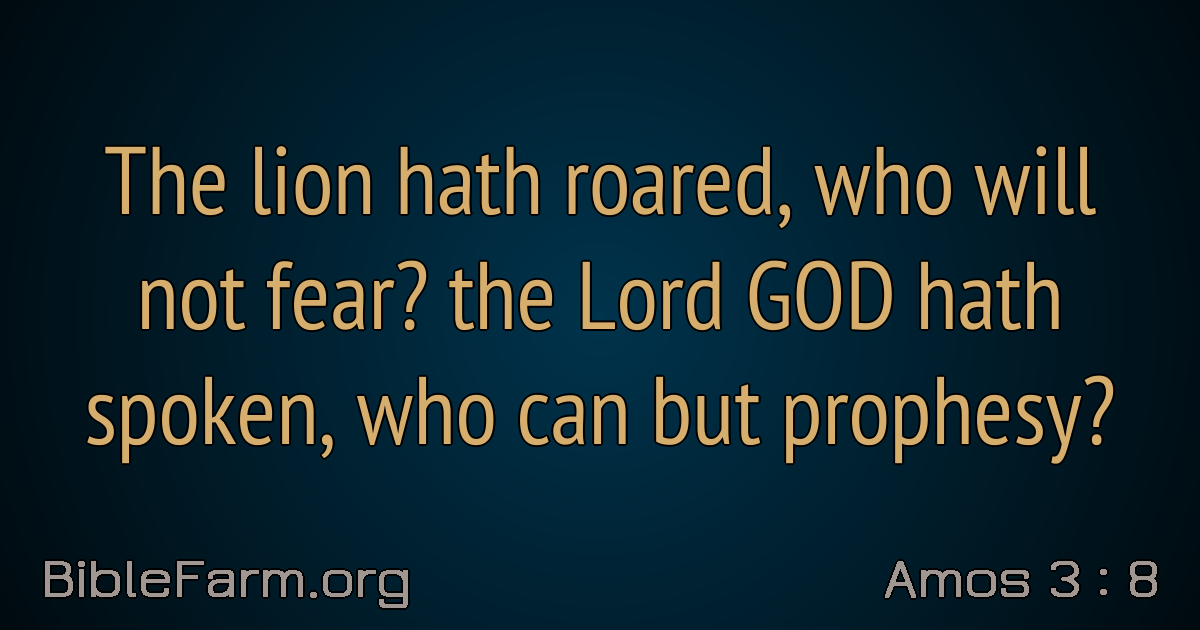 The lion hath roared, who will
not fear? the Lord GOD hath
spoken, who can but prophesy?
BibleFarm.org
Amos 3 : 8